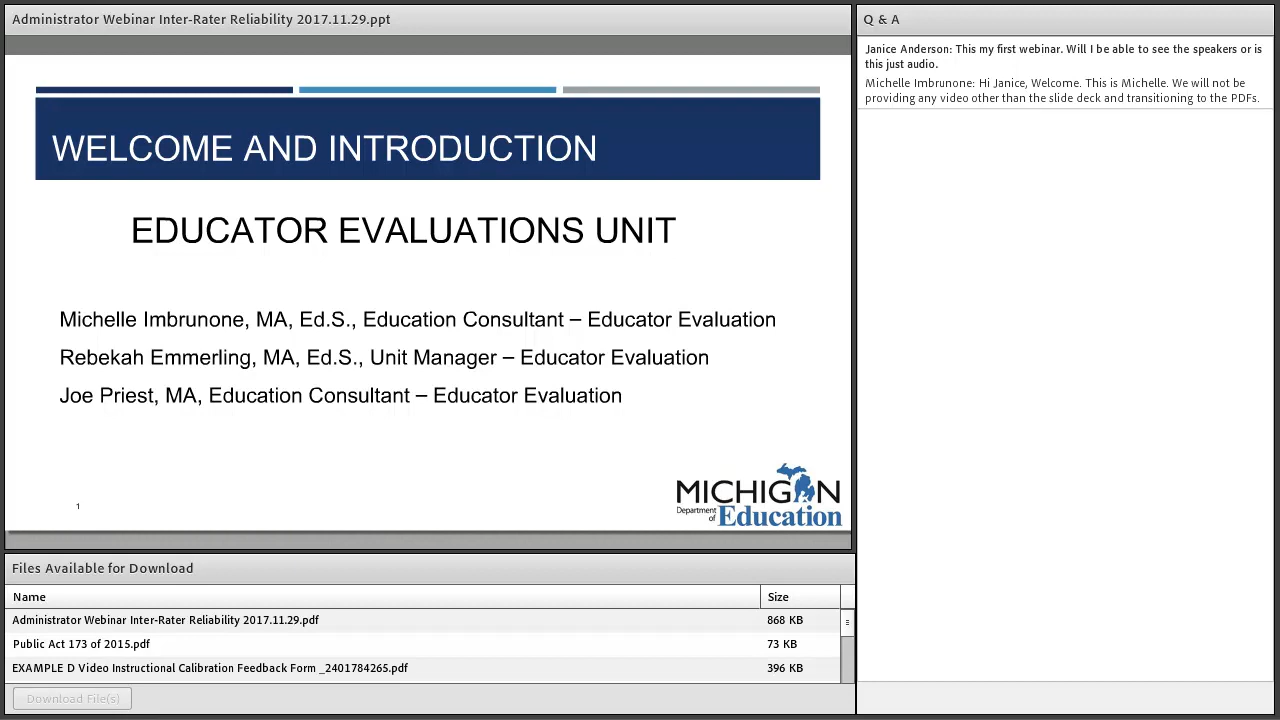 Administrator Webinar Inter-Rater Reliability 2017.11.29.ppt
WELCOME AND INTRODUCTION
EDUCATOR EVALUATIONS UNIT
Michelle Imbrunone, MA, Ed.S., Education Consultant – Educator Evaluation
Rebekah Emmerling, MA, Ed.S., Unit Manager – Educator Evaluation
Joe Priest, MA, Education Consultant – Educator Evaluation
1
MICHIGAN
Department
of Education
Files Available for Download
Name Size
Administrator Webinar Inter-Rater Reliability 2017.11.29.pdf 868 KB
Public Act 173 of 2015.pdf 73 KB
EXAMPLE D Video Instructional Calibration Feedback Form _2401784265.pdf 396 KB
Download File(s)
Q & A
Janice Anderson: This my first webinar. Will I be able to see the speakers or is
this just audio.
Michelle Imbrunone: Hi Janice, Welcome. This is Michelle. We will not be
providing any video other than the slide deck and transitioning to the PDFs.